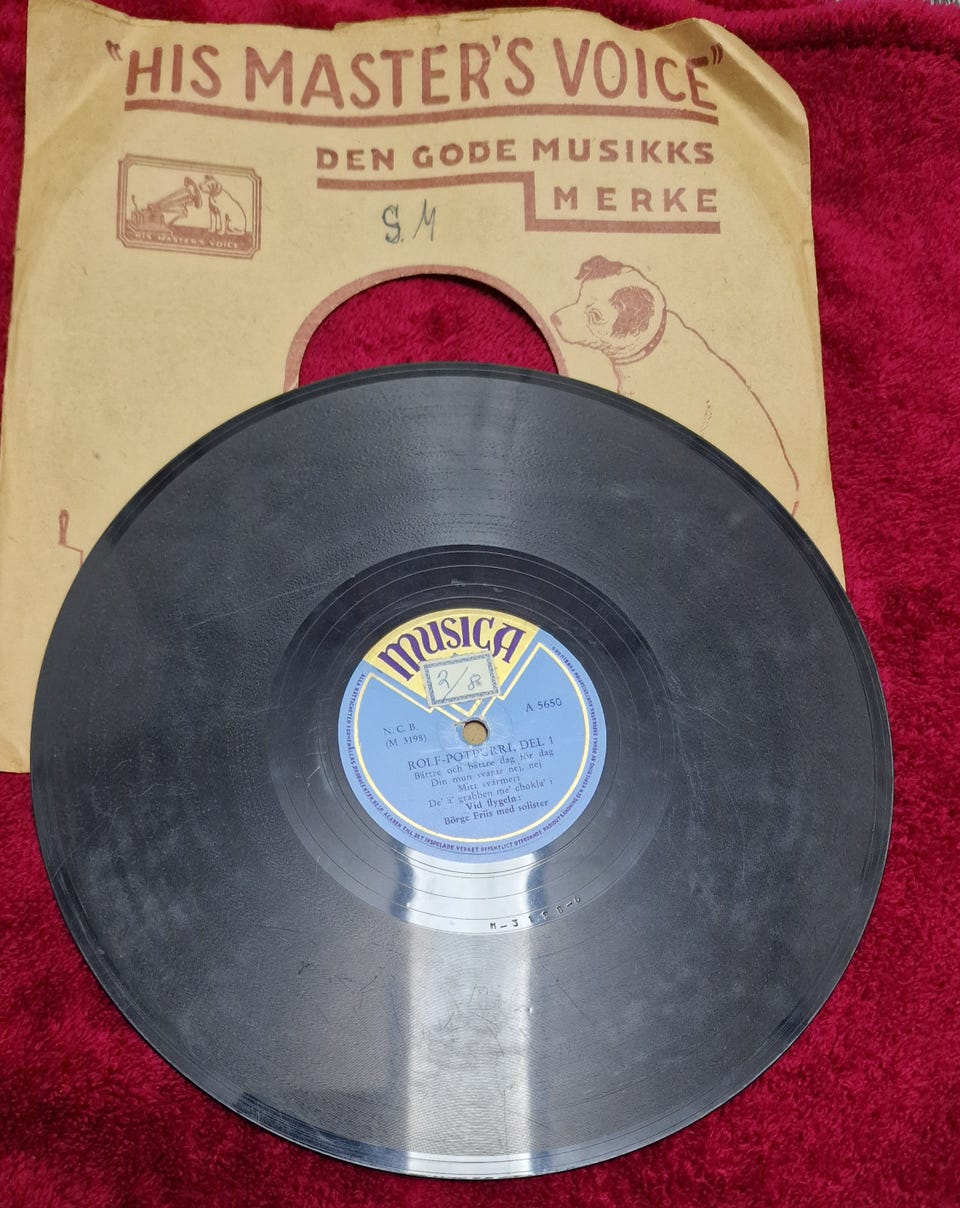 "HIS MASTER'S VOICE"
DEN GODE MUSIKKS
MERKE
HIS MASTER'S VOICE
S. M
MUSICA
2/8
N. C. B.
(M 3198)
A 5650
ROLF-POTPURRI, DEL 1
Bättre och bättre dag för dag
Din mun svarar nej, nej
Mitt svärmeri
De' ä' grabben me' chokla' i
Vid flygeln:
Börge Friis med solister